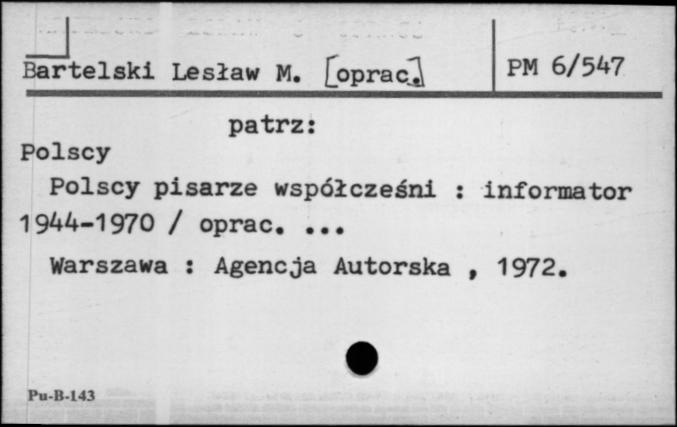 Bartelski Lesław M. [oprac.]
PM 6/547
patrz:
Polscy
Polscy pisarze współcześni : informator
1944-1970 / oprac. ...
Warszawa : Agencja Autorska , 1972.
Pu-B-143